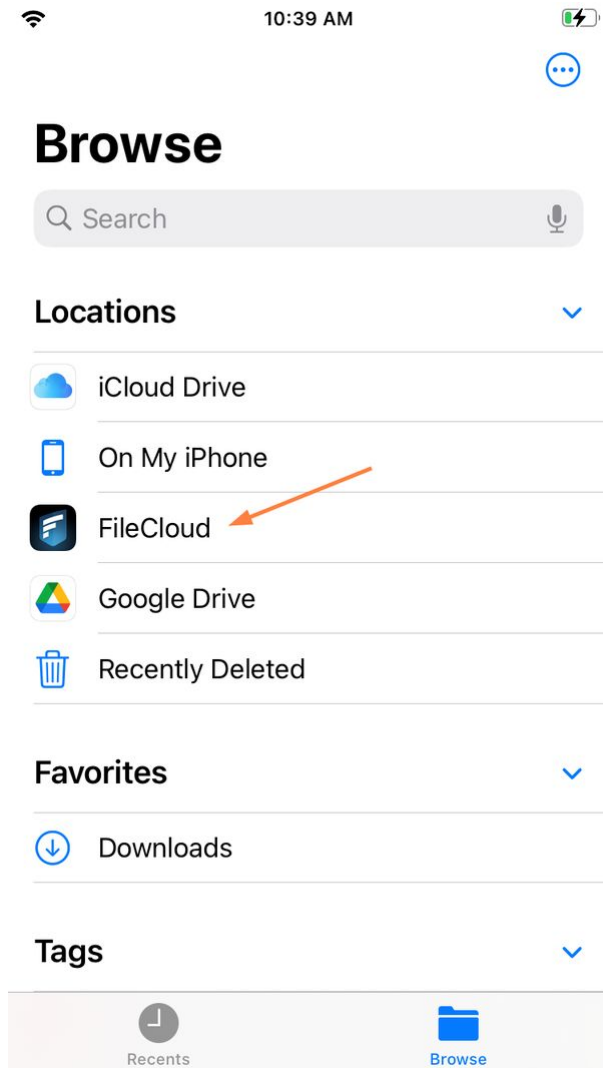 10:39 AM
Browse
Search
Locations
iCloud Drive
On My iPhone
FileCloud
Google Drive
Recently Deleted
Favorites
Downloads
Tags
Recents
Browse